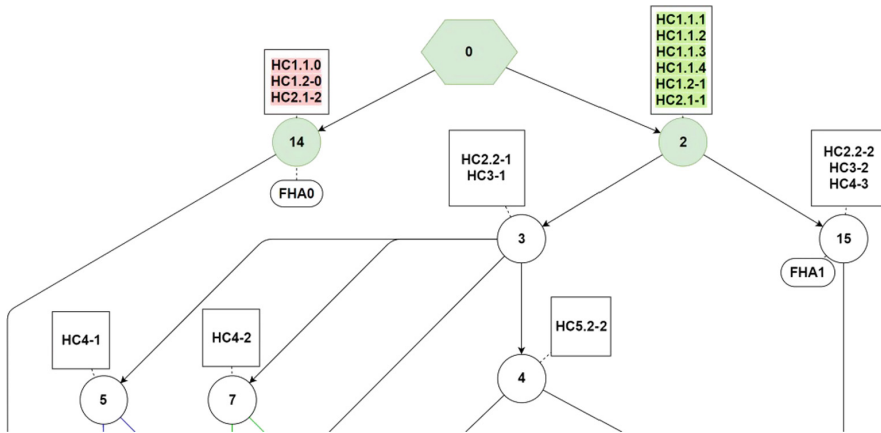 0
HC1.1.0
HC1.2-0
HC2.1-2
HC1.1.1
HC1.1.2
HC1.1.3
HC1.1.4
HC1.2-1
HC2.1-1
14
2
FHA0
HC2.2-1
HC3-1
HC2.2-2
HC3-2
HC4-3
3
15
FHA1
HC4-1
HC4-2
HC5.2-2
4
5
7